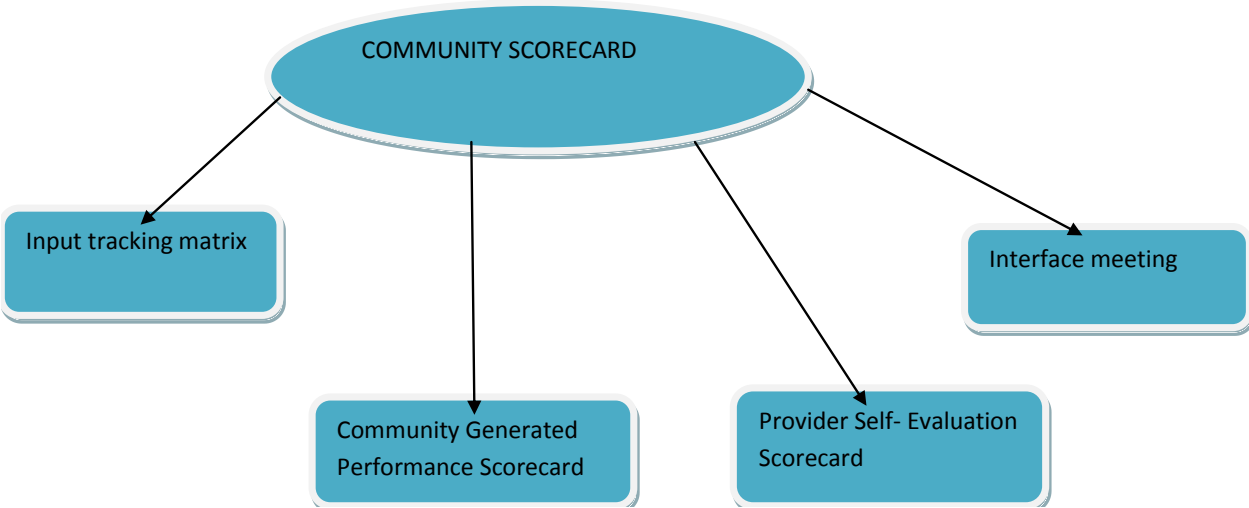 COMMUNITY SCORECARD
Input tracking matrix
Interface meeting
Community Generated
Performance Scorecard
Provider Self- Evaluation
Scorecard